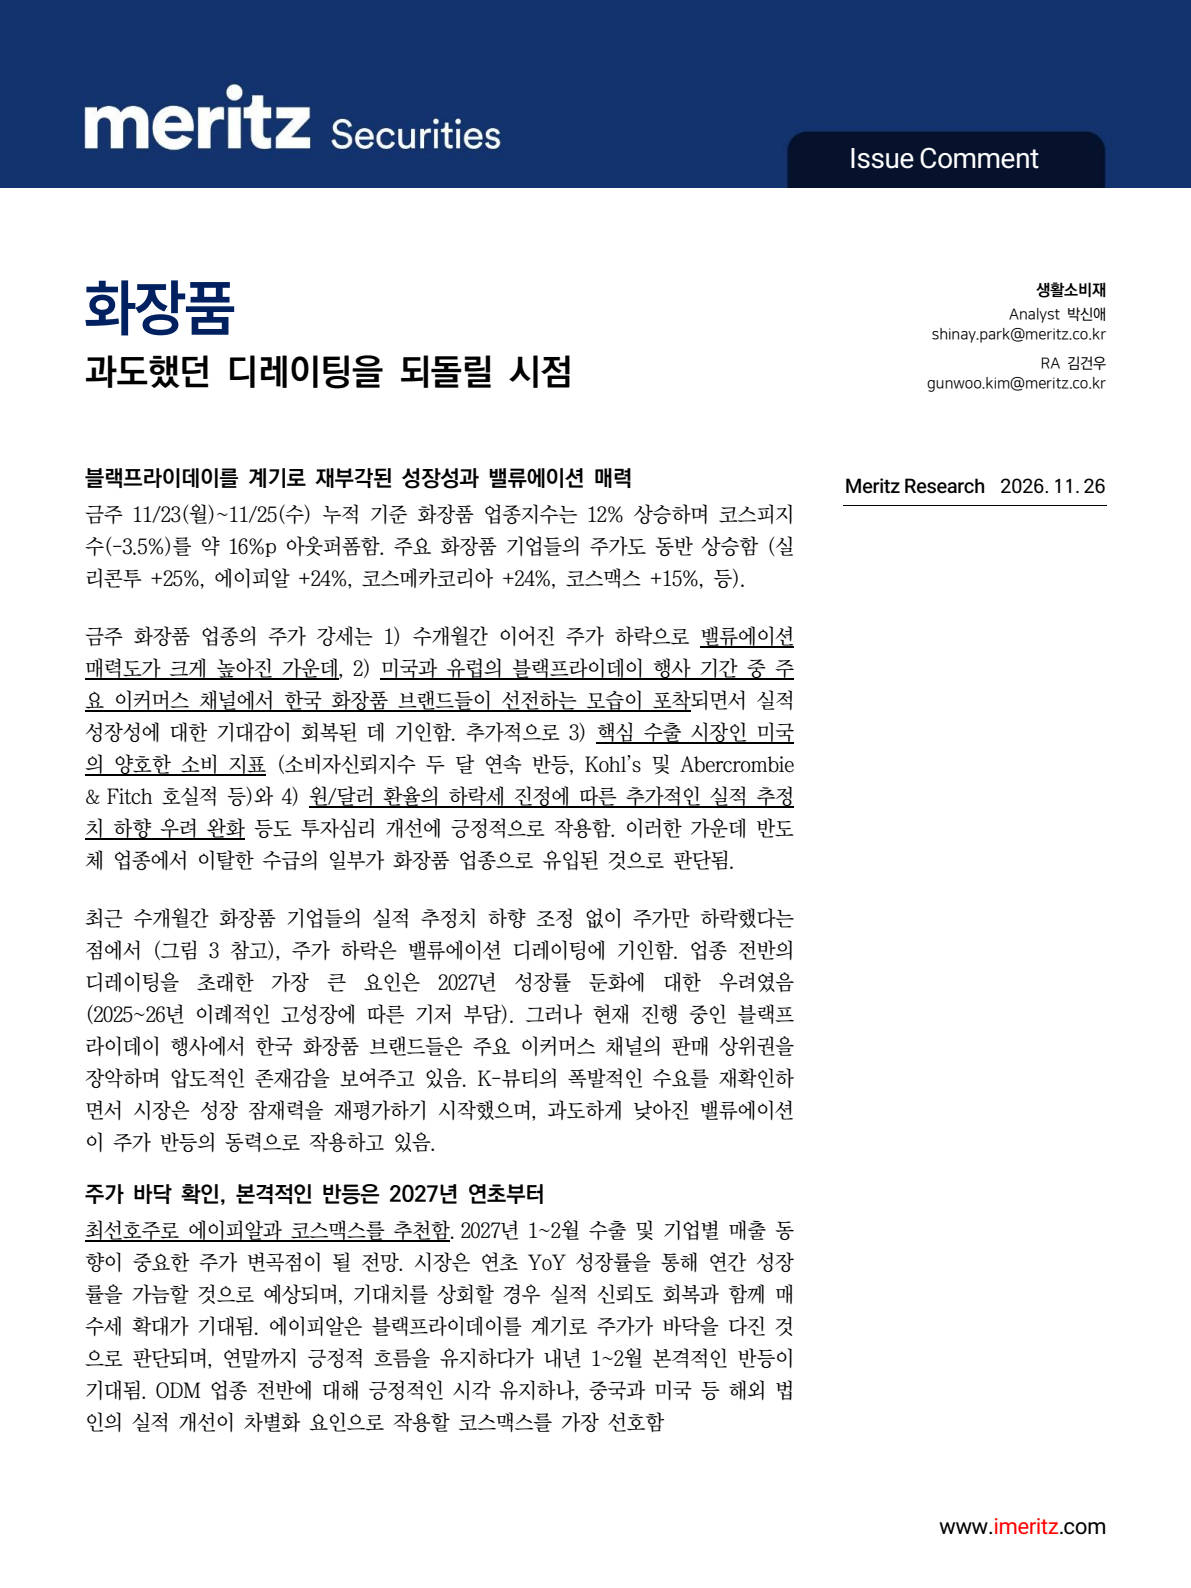 meritz Securities
Issue Comment
화장품
과도했던 디레이팅을 되돌릴 시점
생활소비재
Analyst 박신애
shinay.park@meritz.co.kr
RA 김건우
gunwoo.kim@meritz.co.kr
Meritz Research 2026. 11. 26
블랙프라이데이를 계기로 재부각된 성장성과 밸류에이션 매력
금주 11/23(월)~11/25(수) 누적 기준 화장품 업종지수는 12% 상승하며 코스피지
수(-3.5%)를 약 16%p 아웃퍼폼함. 주요 화장품 기업들의 주가도 동반 상승함 (실
리콘투 +25%, 에이피알 +24%, 코스메카코리아 +24%, 코스맥스 +15%, 등).
금주 화장품 업종의 주가 강세는 1) 수개월간 이어진 주가 하락으로 밸류에이션
매력도가 크게 높아진 가운데, 2) 미국과 유럽의 블랙프라이데이 행사 기간 중 주
요 이커머스 채널에서 한국 화장품 브랜드들이 선전하는 모습이 포착되면서 실적
성장성에 대한 기대감이 회복된 데 기인함. 추가적으로 3) 핵심 수출 시장인 미국
의 양호한 소비 지표 (소비자신뢰지수 두 달 연속 반등, Kohl's 및 Abercrombie
& Fitch 호실적 등)와 4) 원/달러 환율의 하락세 진정에 따른 추가적인 실적 추정
치 하향 우려 완화 등도 투자심리 개선에 긍정적으로 작용함. 이러한 가운데 반도
체 업종에서 이탈한 수급의 일부가 화장품 업종으로 유입된 것으로 판단됨.
최근 수개월간 화장품 기업들의 실적 추정치 하향 조정 없이 주가만 하락했다는
점에서 (그림 3 참고), 주가 하락은 밸류에이션 디레이팅에 기인함. 업종 전반의
디레이팅을 초래한 가장 큰 요인은 2027년 성장률 둔화에 대한 우려였음
(2025~26년 이례적인 고성장에 따른 기저 부담). 그러나 현재 진행 중인 블랙프
라이데이 행사에서 한국 화장품 브랜드들은 주요 이커머스 채널의 판매 상위권을
장악하며 압도적인 존재감을 보여주고 있음. K-뷰티의 폭발적인 수요를 재확인하
면서 시장은 성장 잠재력을 재평가하기 시작했으며, 과도하게 낮아진 밸류에이션
이 주가 반등의 동력으로 작용하고 있음.
주가 바닥 확인, 본격적인 반등은 2027년 연초부터
최선호주로 에이피알과 코스맥스를 추천함. 2027년 1~2월 수출 및 기업별 매출 동
향이 중요한 주가 변곡점이 될 전망. 시장은 연초 YoY 성장률을 통해 연간 성장
률을 가늠할 것으로 예상되며, 기대치를 상회할 경우 실적 신뢰도 회복과 함께 매
수세 확대가 기대됨. 에이피알은 블랙프라이데이를 계기로 주가가 바닥을 다진 것
으로 판단되며, 연말까지 긍정적 흐름을 유지하다가 내년 1~2월 본격적인 반등이
기대됨. ODM 업종 전반에 대해 긍정적인 시각 유지하나, 중국과 미국 등 해외 법
인의 실적 개선이 차별화 요인으로 작용할 코스맥스를 가장 선호함
www.imeritz.com